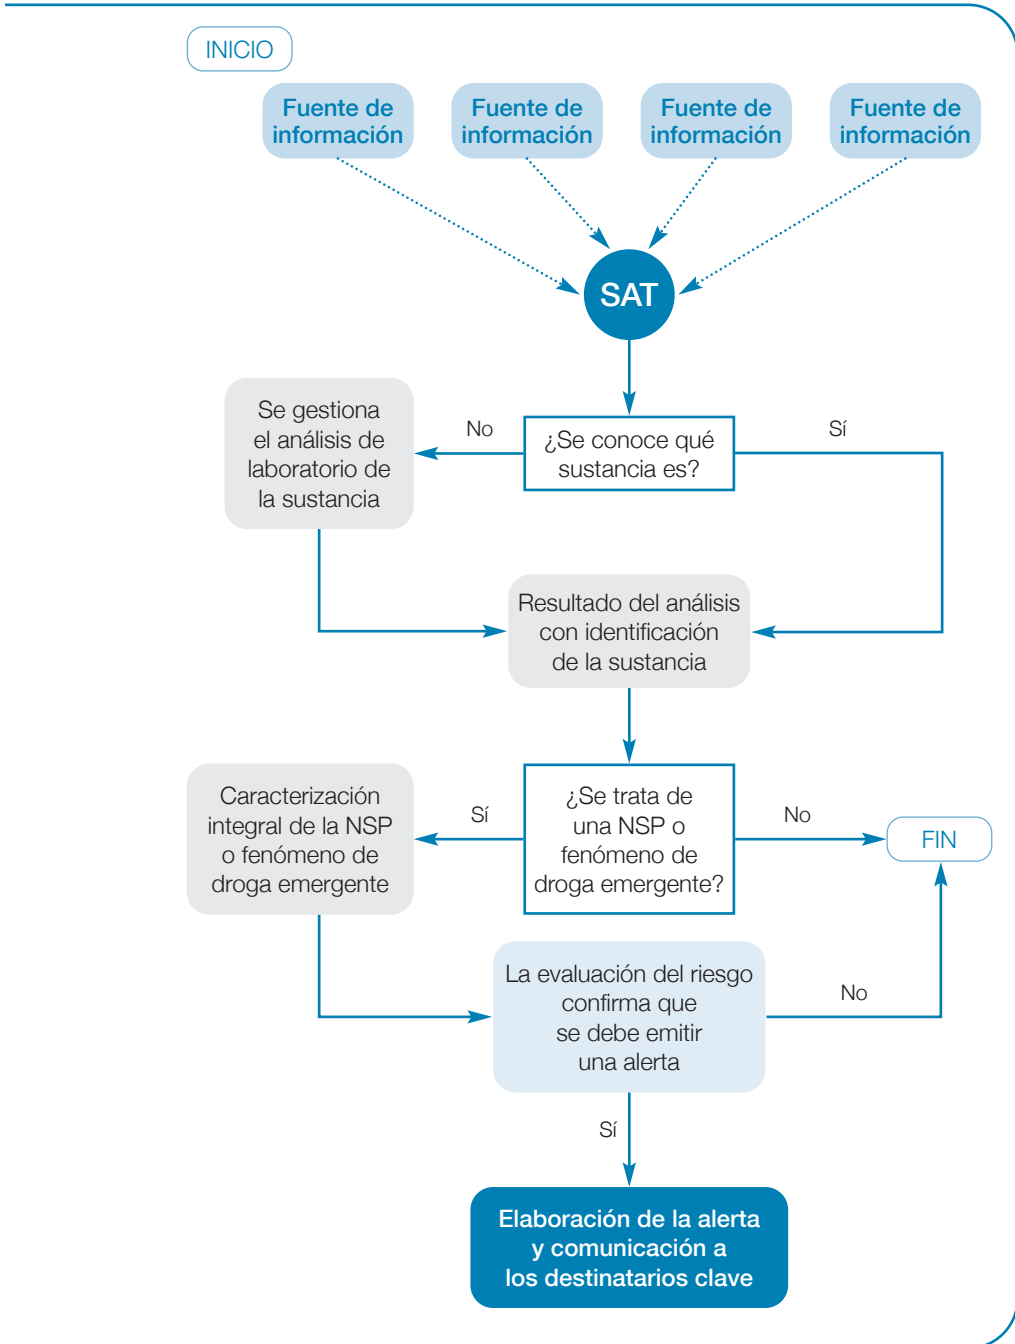 INICIO
Fuente de
información
Fuente de
información
Fuente de
información
Fuente de
información
SAT
Se gestiona
el análisis de
laboratorio de
la sustancia
No
¿Se conoce qué
sustancia es?
Sí
Resultado del análisis
con identificación
de la sustancia
Caracterización
integral de la NSP
o fenómeno de
droga emergente
Sí
¿Se trata de
una NSP o
fenómeno de
droga emergente?
No
FIN
La evaluación del riesgo
confirma que
se debe emitir
una alerta
No
Sí
Elaboración de la alerta
y comunicación a
los destinatarios clave